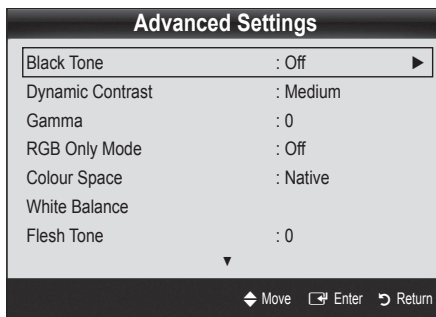 Advanced Settings
Black Tone : Off ►
Dynamic Contrast : Medium
Gamma : 0
RGB Only Mode : Off
Colour Space : Native
White Balance
Flesh Tone : 0
▼
Move Enter Return